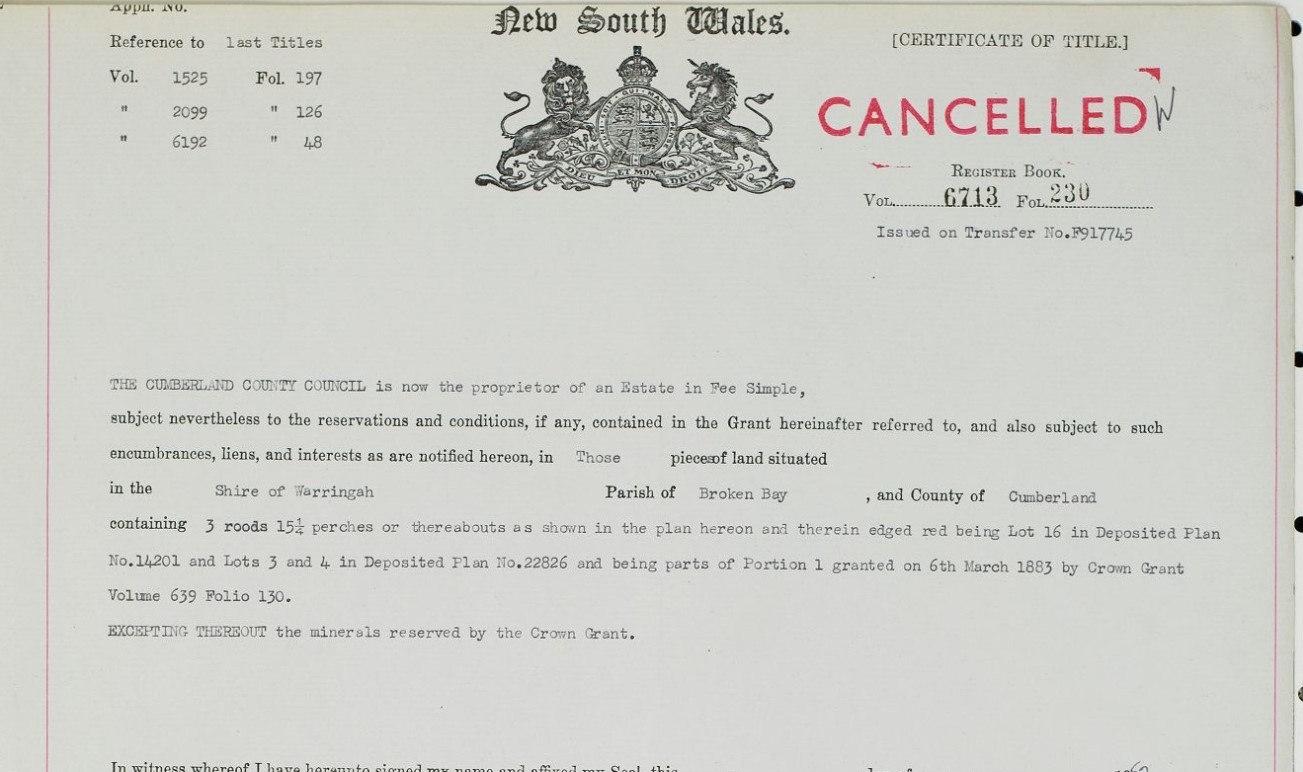 Appn. No.
New South Wales.
[CERTIFICATE OF TITLE.]
Reference to last Titles
Vol. 1525 Fol. 197
" 2099 " 126
" 6192 " 48
DIEU ET MON DROIT
CANCELLED
REGISTER BOOK.
VOL. 6713 FOL. 230
Issued on Transfer No.F917745
THE CUMBERLAND COUNTY COUNCIL is now the proprietor of an Estate in Fee Simple,
subject nevertheless to the reservations and conditions, if any, contained in the Grant hereinafter referred to, and also subject to such
encumbrances, liens, and interests as are notified hereon, in Those pieces of land situated
in the Shire of Warringah Parish of Broken Bay , and County of Cumberland
containing 3 roods 15¼ perches or thereabouts as shown in the plan hereon and therein edged red being Lot 16 in Deposited Plan
No.14201 and Lots 3 and 4 in Deposited Plan No.22826 and being parts of Portion 1 granted on 6th March 1883 by Crown Grant
Volume 639 Folio 130.
EXCEPTING THEREOUT the minerals reserved by the Crown Grant.
In witness whereof I have hereunto signed my name and affixed my Seal, this